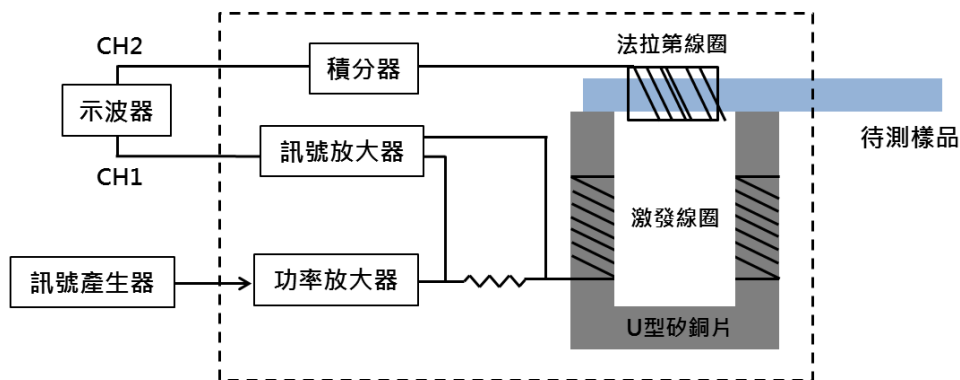 CH2
法拉第線圈
積分器
示波器
待測樣品
訊號放大器
CH1
激發線圈
訊號產生器
功率放大器
U型矽銅片